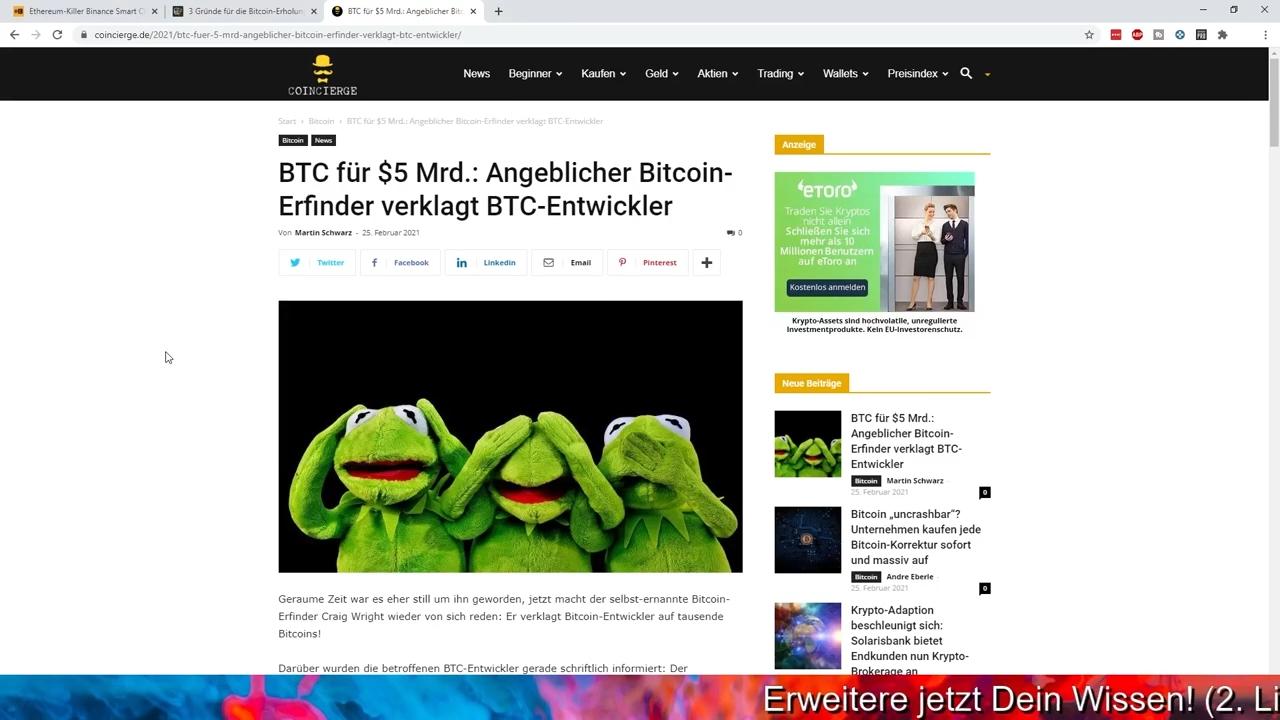 Ethereum-Killer Binance Smart C
3 Gründe für die Bitcoin-Erholun
BTC für $5 Mrd.: Angeblicher Bit
coincierge.de/2021/btc-fuer-5-mrd-angeblicher-bitcoin-erfinder-verklagt-btc-entwickler/
COINCIERGE
News Beginner Kaufen Geld Aktien Trading Wallets Preisindex
Start › Bitcoin › BTC für $5 Mrd.: Angeblicher Bitcoin-Erfinder verklagt BTC-Entwickler
Bitcoin News
BTC für $5 Mrd.: Angeblicher Bitcoin-
Erfinder verklagt BTC-Entwickler
Von Martin Schwarz - 25. Februar 2021 0
Twitter Facebook Linkedin Email Pinterest
Geraume Zeit war es eher still um ihn geworden, jetzt macht der selbst-ernannte Bitcoin-
Erfinder Craig Wright wieder von sich reden: Er verklagt Bitcoin-Entwickler auf tausende
Bitcoins!
Darüber wurden die betroffenen BTC-Entwickler gerade schriftlich informiert: Der
Anzeige
eToro
Traden Sie Kryptos
nicht allein
Schließen Sie sich
mehr als 10
Millionen Benutzern
auf eToro an
Kostenlos anmelden
Krypto-Assets sind hochvolatile, unregulierte
Investmentprodukte. Kein EU-Investorenschutz.
Neue Beiträge
BTC für $5 Mrd.:
Angeblicher Bitcoin-
Erfinder verklagt BTC-
Entwickler
Bitcoin Martin Schwarz -
25. Februar 2021 0
Bitcoin „uncrashbar“?
Unternehmen kaufen jede
Bitcoin-Korrektur sofort
und massiv auf
Bitcoin Andre Eberle -
25. Februar 2021 0
Krypto-Adaption
beschleunigt sich:
Solarisbank bietet
Endkunden nun Krypto-
Brokerage an
Erweitere jetzt Dein Wissen! (2. Li